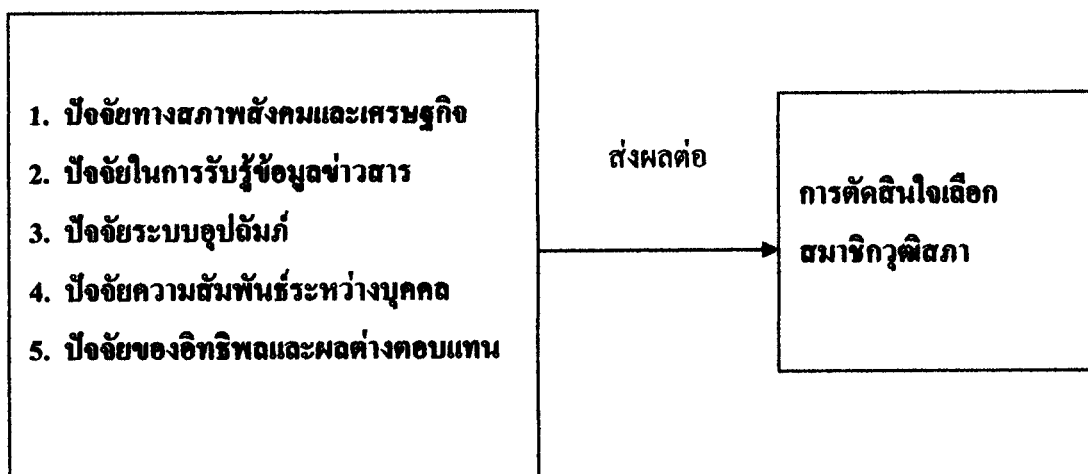 1. ปัจจัยทางสภาพสังคมและเศรษฐกิจ
2. ปัจจัยในการรับรู้ข้อมูลข่าวสาร
3. ปัจจัยระบบอุปถัมภ์
4. ปัจจัยความสัมพันธ์ระหว่างบุคคล
5. ปัจจัยของอิทธิพลและผลต่างตอบแทน
ส่งผลต่อ
การตัดสินใจเลือก
สมาชิกวุฒิสภา